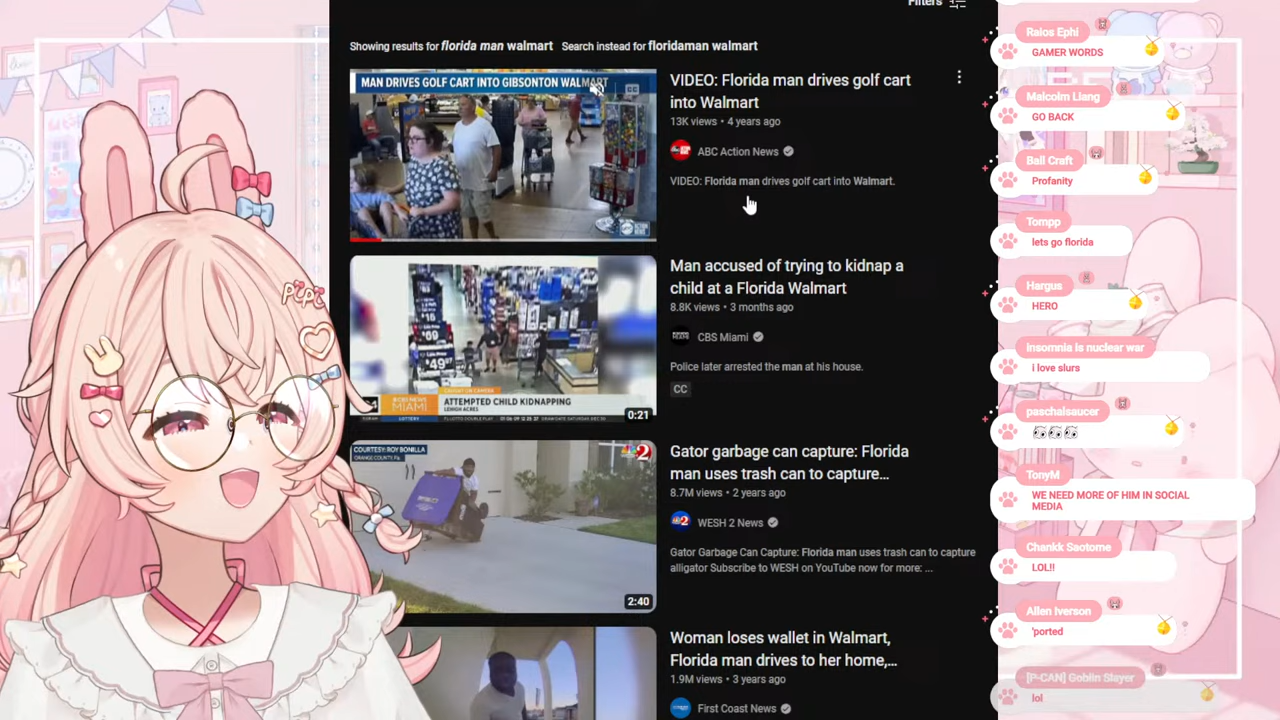 Filters
Showing results for florida man walmart Search instead for floridaman walmart
MAN DRIVES GOLF CART INTO GIBSONTON WALMART
CC
VIDEO: Florida man drives golf cart
into Walmart
13K views • 4 years ago
ABC Action News
VIDEO: Florida man drives golf cart into Walmart.
Man accused of trying to kidnap a
child at a Florida Walmart
8.8K views • 3 months ago
CBS Miami
Police later arrested the man at his house.
CC
MIAMI
ATTEMPTED CHILD KIDNAPPING
LEHIGH ACRES
0:21
COURTESY: ROY BONILLA
ORANGE COUNTY, Fla
2
Gator garbage can capture: Florida
man uses trash can to capture...
8.7M views • 2 years ago
WESH 2 News
Gator Garbage Can Capture: Florida man uses trash can to capture
alligator Subscribe to WESH on YouTube now for more: ...
2:40
Woman loses wallet in Walmart,
Florida man drives to her home,...
1.9M views • 3 years ago
First Coast News
PiPi
Raios Ephi
GAMER WORDS
Malcolm Liang
GO BACK
Ball Craft
Profanity
Tompp
lets go florida
Hargus
HERO
insomnia is nuclear war
i love slurs
paschalsaucer
👀👀👀
TonyM
WE NEED MORE OF HIM IN SOCIAL
MEDIA
Chankk Saotome
LOL!!
Allen Iverson
'ported
[P-CAN] Goblin Slayer
lol